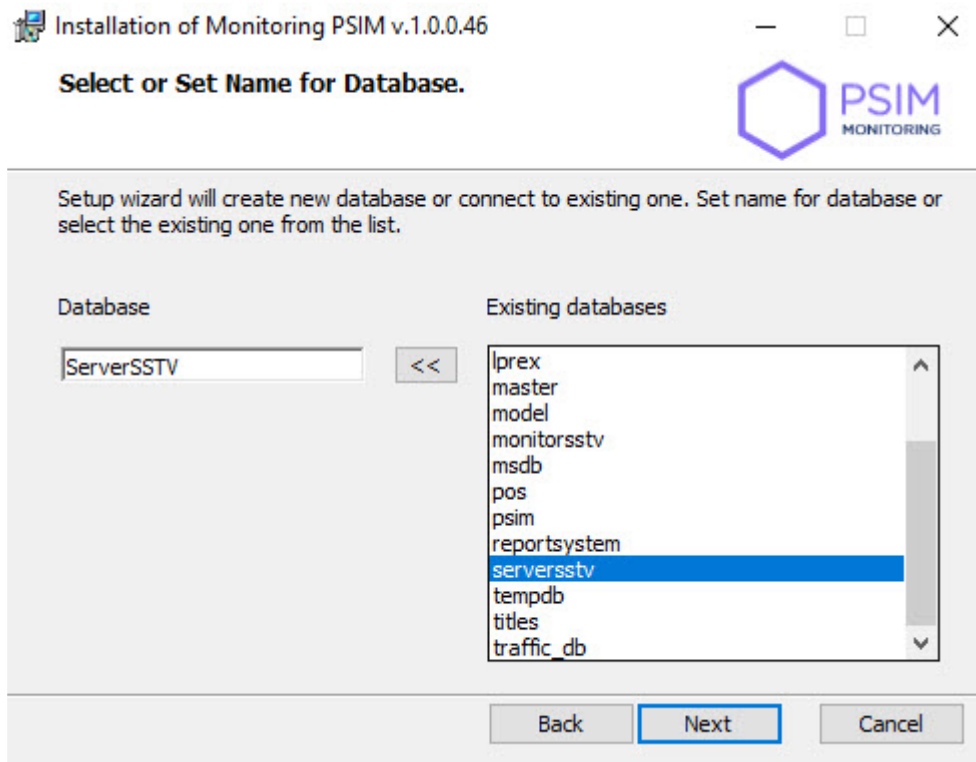 Installation of Monitoring PSIM v.1.0.0.46
Select or Set Name for Database.
PSIM
MONITORING
Setup wizard will create new database or connect to existing one. Set name for database or
select the existing one from the list.
Database
Existing databases
ServerSSTV
<<
lprex
master
model
monitorsstv
msdb
pos
psim
reportsystem
serversstv
tempdb
titles
traffic_db
Back
Next
Cancel